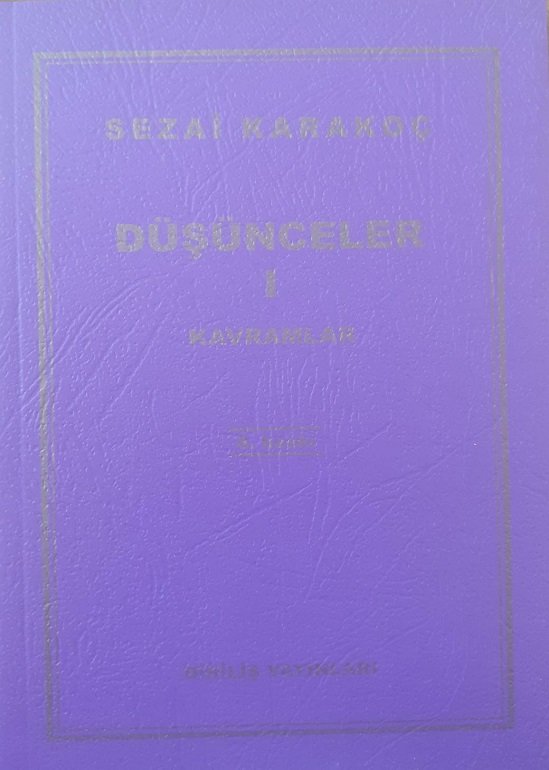 SEZAİ KARAKOÇ
DÜŞÜNCELER
I
KAVRAMLAR
DİRİLİŞ YAYINLARI